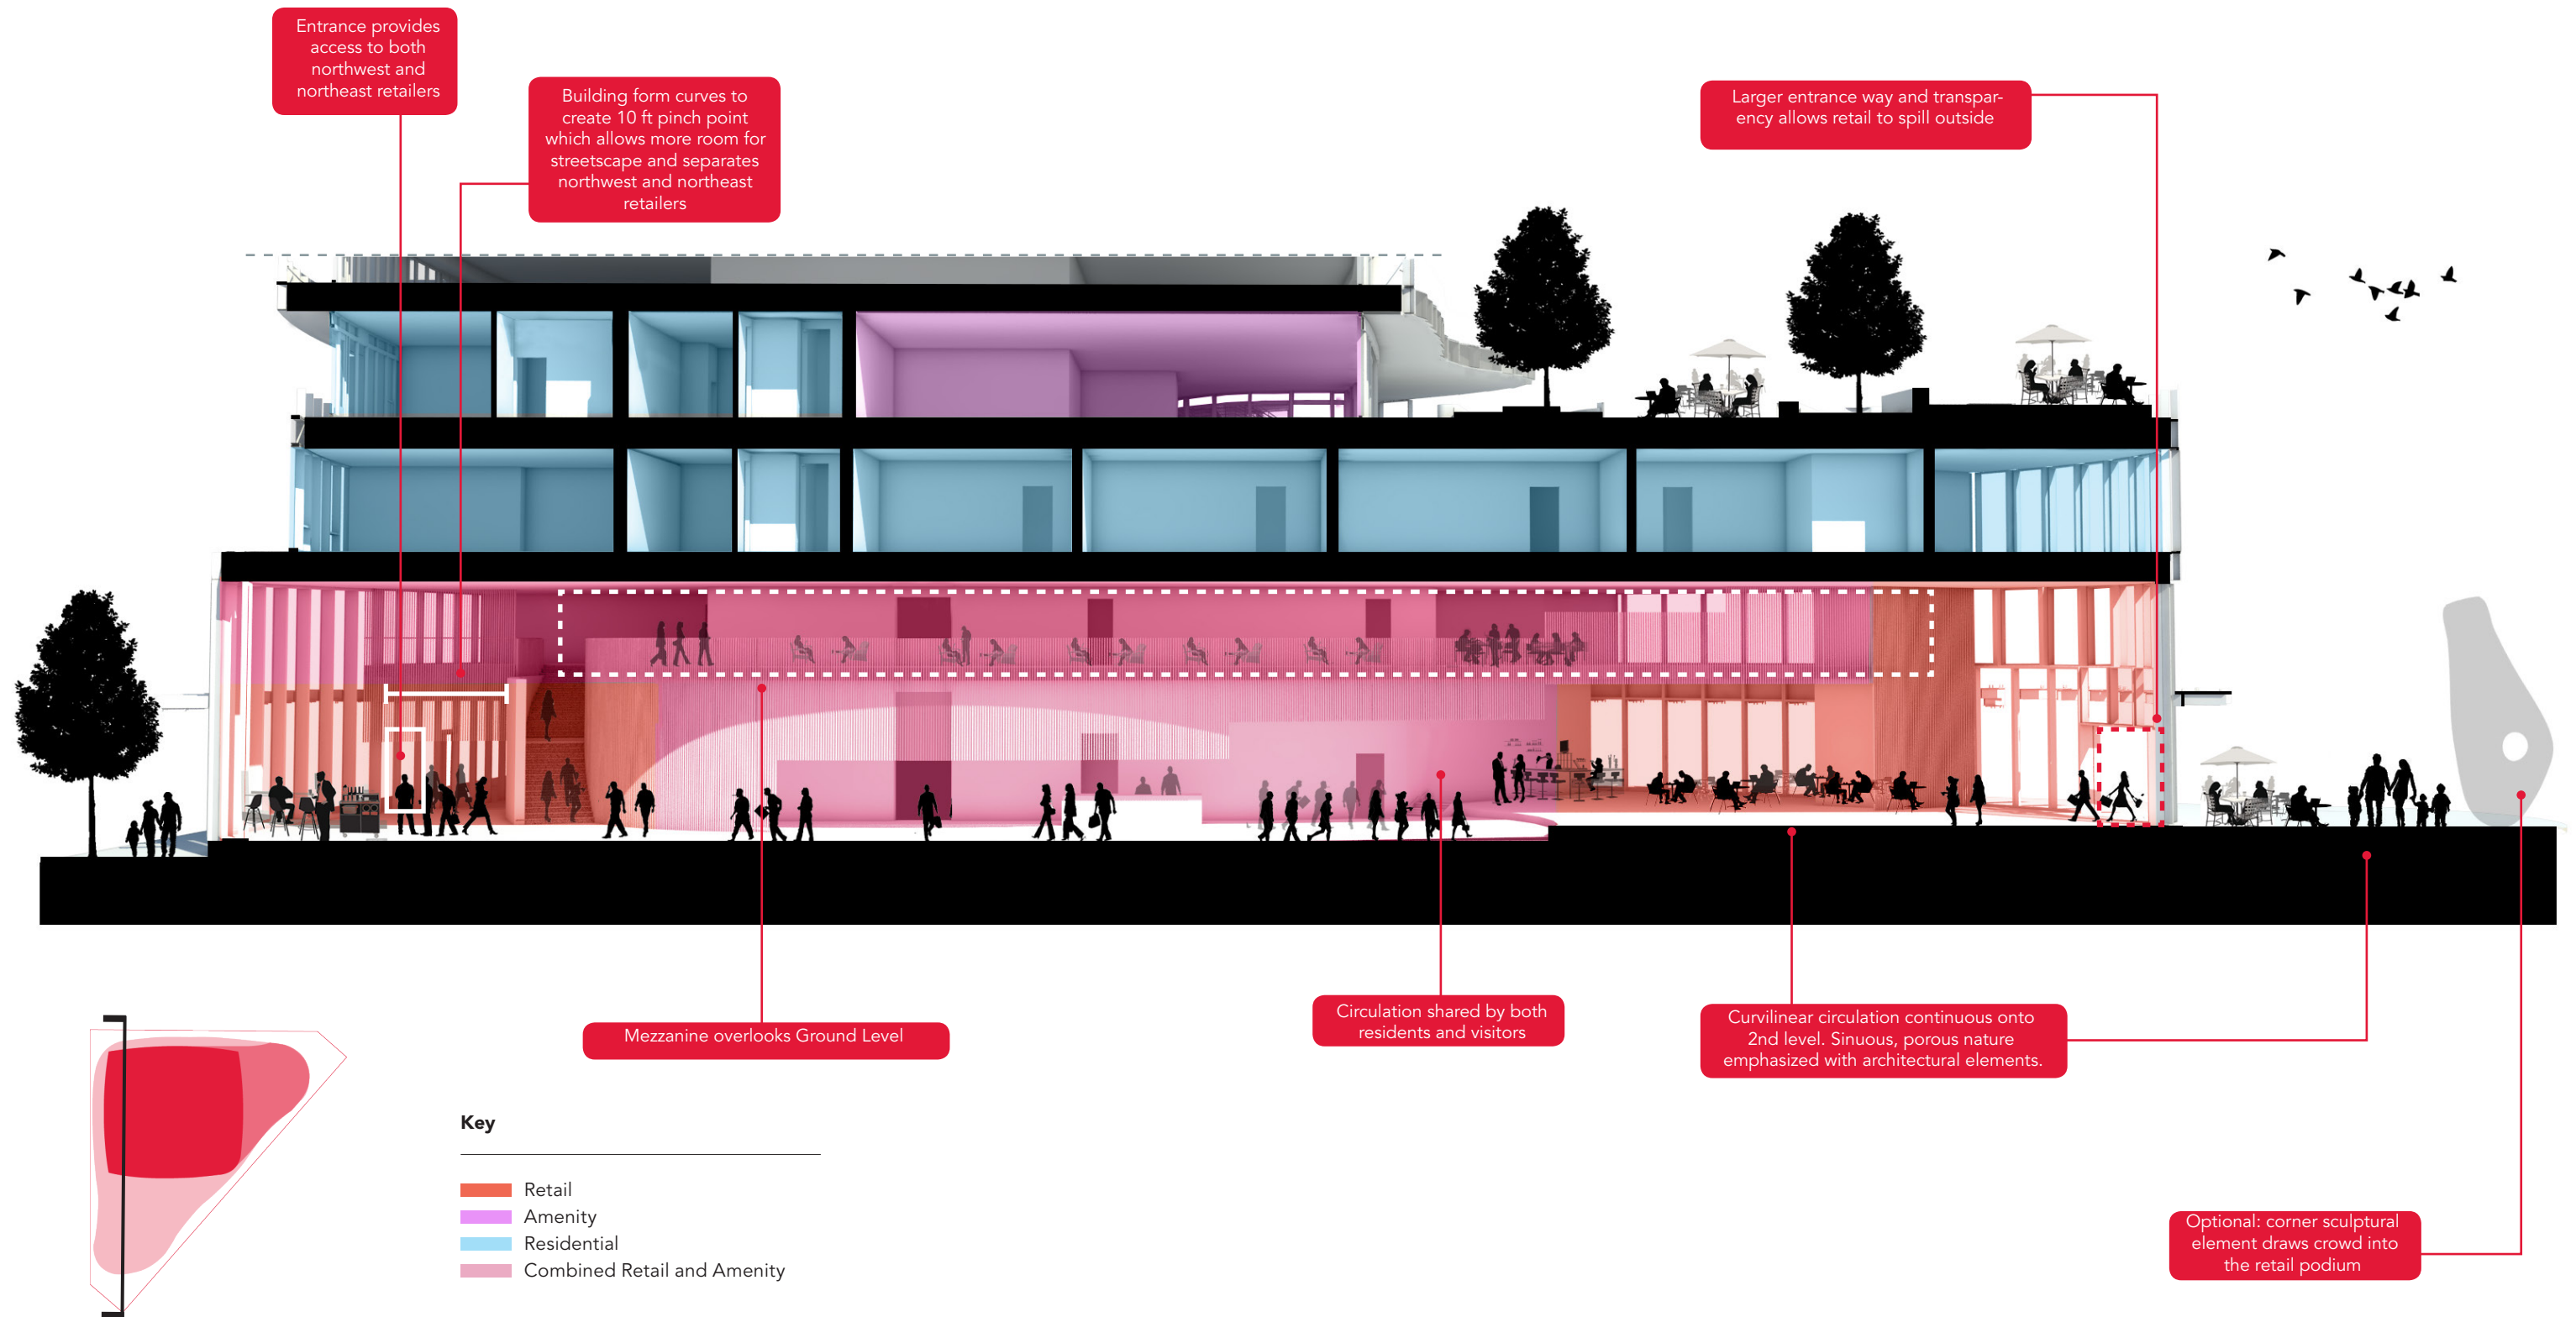 Entrance provides
access to both
northwest and
northeast retailers
Building form curves to
create 10 ft pinch point
which allows more room for
streetscape and separates
northwest and northeast
retailers
Larger entrance way and transpar-
ency allows retail to spill outside
Mezzanine overlooks Ground Level
Circulation shared by both
residents and visitors
Curvilinear circulation continuous onto
2nd level. Sinuous, porous nature
emphasized with architectural elements.
Optional: corner sculptural
element draws crowd into
the retail podium
Key
Retail
Amenity
Residential
Combined Retail and Amenity